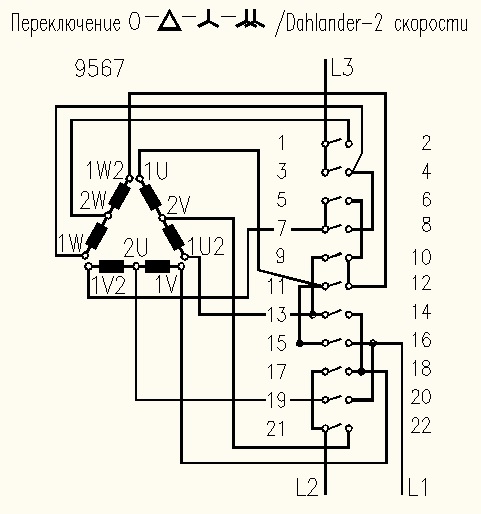 Переключение 0 – – – /Dahlander–2 скорости
9567
L3
1 2
1W2 1U
3 4
2W 2V
5 6
7 8
1W 2U 1U2
9 10
1V2 1V
11 12
13 14
15 16
17 18
19 20
21 22
L2 L1